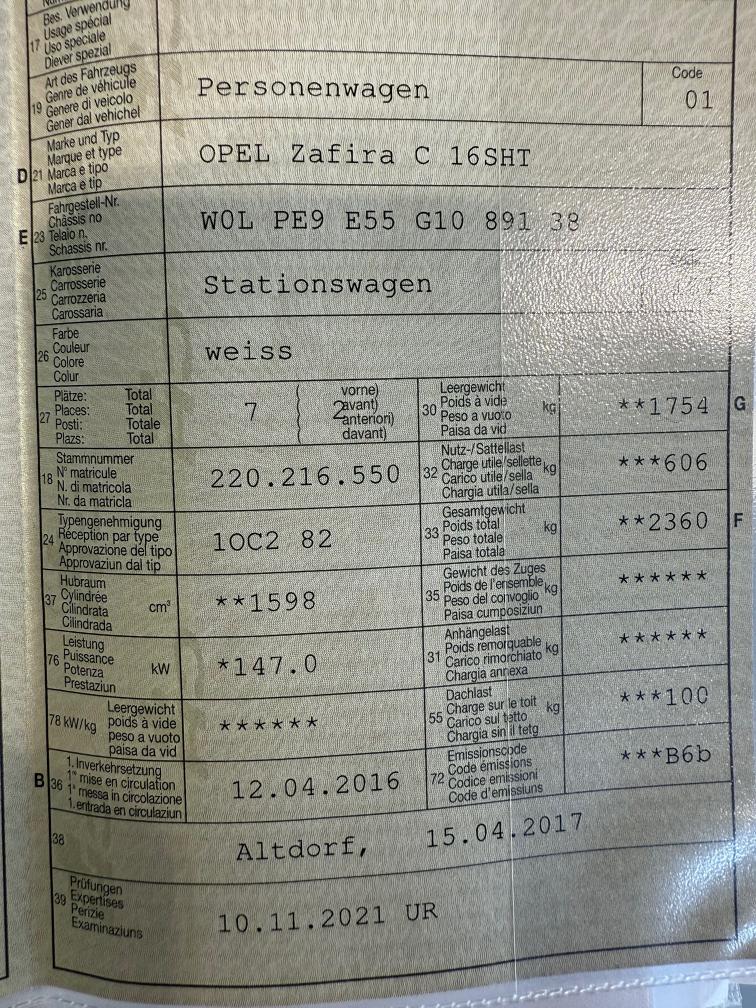 Bes. Verwendung
17 Usage spécial
Uso speciale
Diever spezial
Art des Fahrzeugs
Genre de véhicule
19 Genere di veicolo
Gener dal vehichel
Personenwagen
Code
01
Marke und Typ
Marque et type
D 21 Marca e tipo
Marca e tip
OPEL Zafira C 16SHT
Fahrgestell-Nr.
Châssis no
E 23 Telaio n.
Schassis nr.
W0L PE9 E55 G10 891 38
Karosserie
Carrosserie
25 Carrozzeria
Carossaria
Stationswagen
Farbe
26 Couleur
Colore
Colur
weiss
Plätze: Total
27 Places: Total
Posti: Totale
Plazs: Total
7 ( 2
vorne)
avant)
anteriori)
davant)
Leergewicht
30 Poids à vide kg
Peso a vuoto
Paisa da vid
**1754 G
Stammnummer
18 N° matricule
N. di matricola
Nr. da matricla
220.216.550
Nutz-/Sattellast
32 Charge utile/sellette kg
Carico utile/sella
Chargia utila/sella
***606
Typengenehmigung
24 Réception par type
Approvazione del tipo
Approvaziun dal tip
1OC2 82
Gesamtgewicht
33 Poids total kg
Peso totale
Paisa totala
**2360 F
Hubraum
37 Cylindrée cm³
Cilindrata
Cilindrada
**1598
Gewicht des Zuges
35 Poids de l'ensemble kg
Peso del convoglio
Paisa cumposiziun
******
Leistung
76 Puissance
Potenza kW
Prestaziun
*147.0
Anhängelast
31 Poids remorquable kg
Carico rimorchiato
Chargia annexa
******
Leergewicht
78 kW/kg poids à vide
peso a vuoto
paisa da vid
******
Dachlast
55 Charge sur le toit kg
Carico sul tetto
Chargia sin il tetg
***100
1. Inverkehrsetzung
B 36 1re mise en circulation
1a messa in circolazione
1. entrada en circulaziun
12.04.2016
Emissionscode
72 Code émissions
Codice emissioni
Code d'emissiuns
***B6b
38
Altdorf, 15.04.2017
Prüfungen
39 Expertises
Perizie
Examinaziuns
10.11.2021 UR